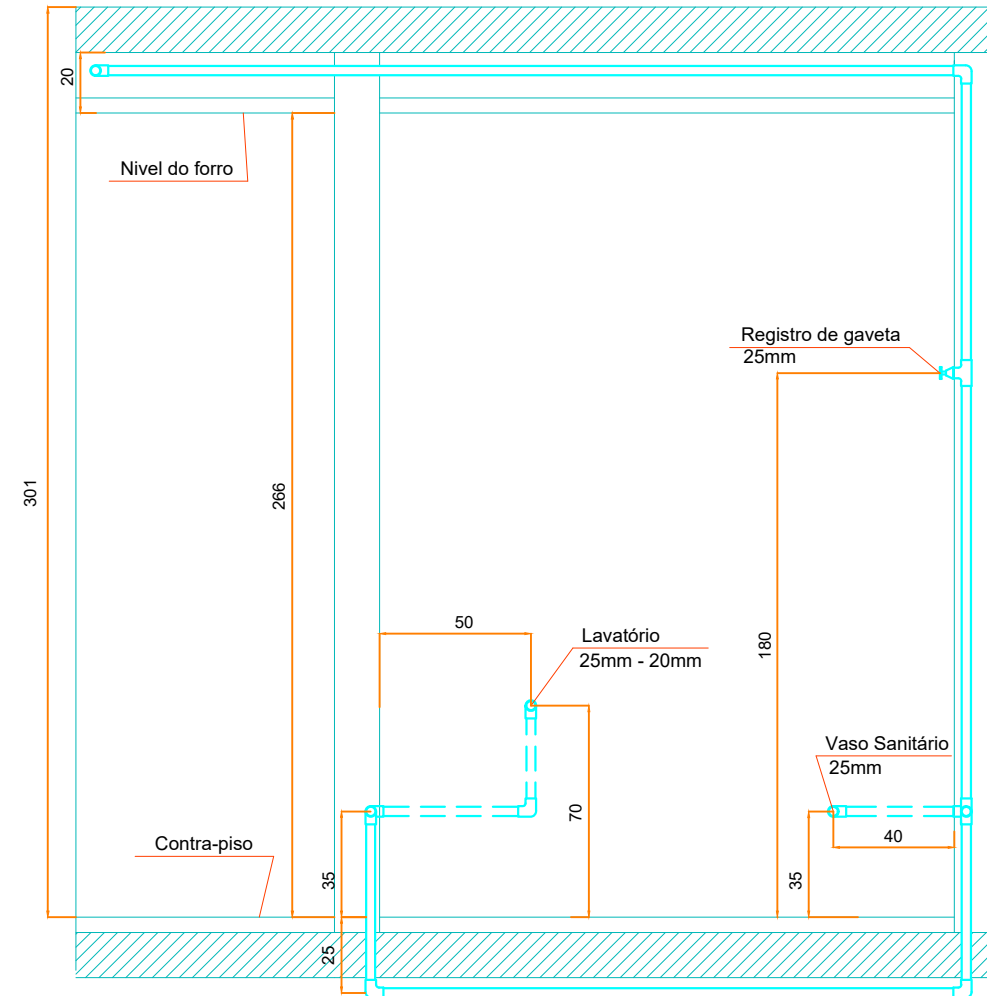 20
Nivel do forro
Registro de gaveta
25mm
301
266
50
Lavatório
25mm - 20mm
180
Vaso Sanitário
25mm
70
Contra-piso
40
35
35
25